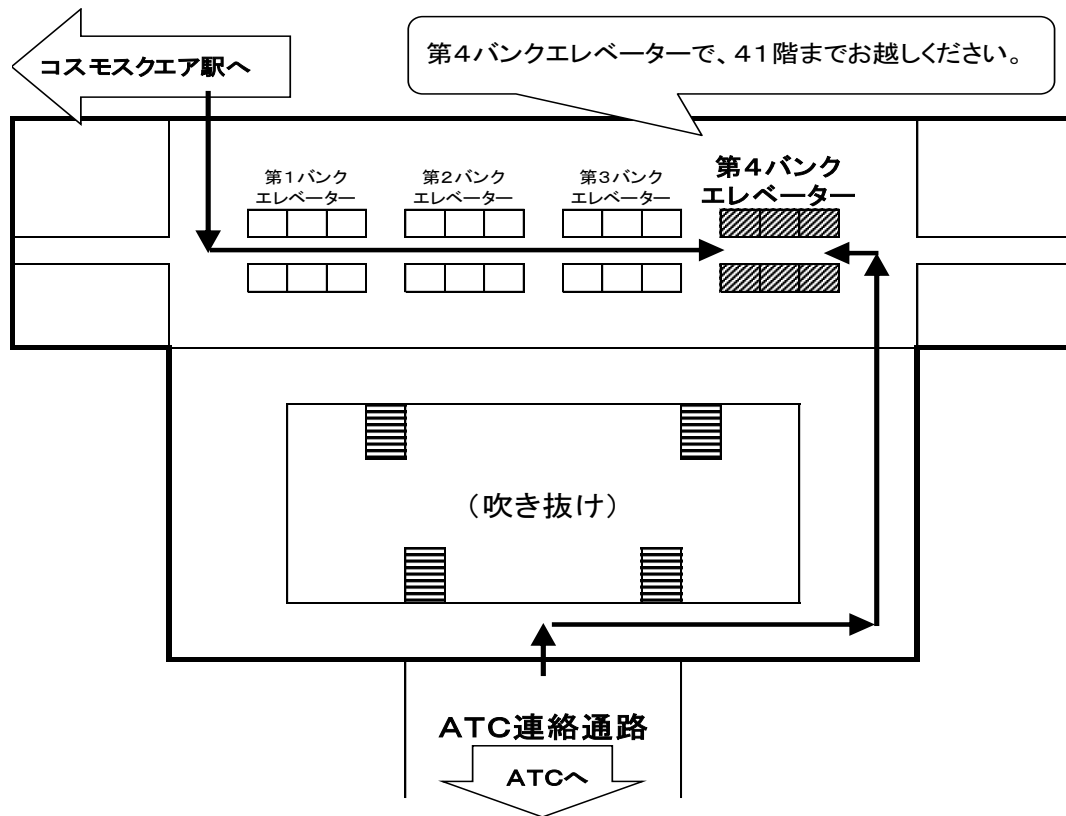 コスモスクエア駅へ
第4バンクエレベーターで、41階までお越しください。
第1バンク
エレベーター
第2バンク
エレベーター
第3バンク
エレベーター
第4バンク
エレベーター
(吹き抜け)
ATC連絡通路
ATCへ